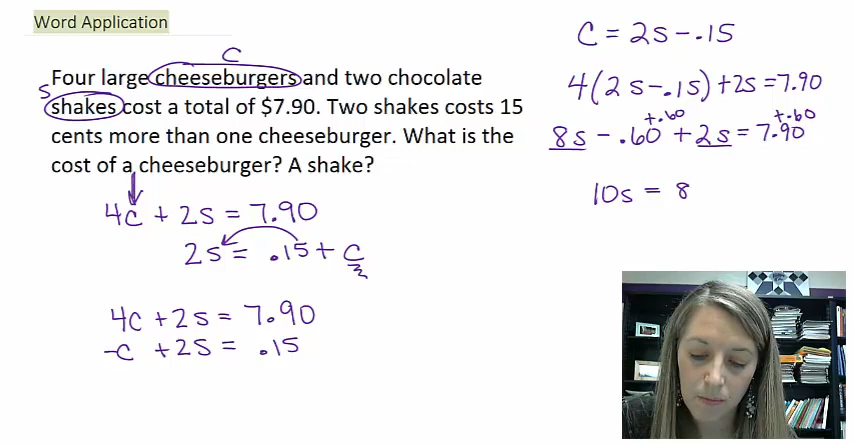 Word Application
C
Four large cheeseburgers and two chocolate
S
shakes cost a total of $7.90. Two shakes costs 15
cents more than one cheeseburger. What is the
cost of a cheeseburger? A shake?
4C + 2S = 7.90
2S = .15 + C
4C + 2S = 7.90
-C + 2S = .15
C = 2S - .15
4(2S - .15) + 2S = 7.90
+.60 +.60
8S - .60 + 2S = 7.90
10S = 8